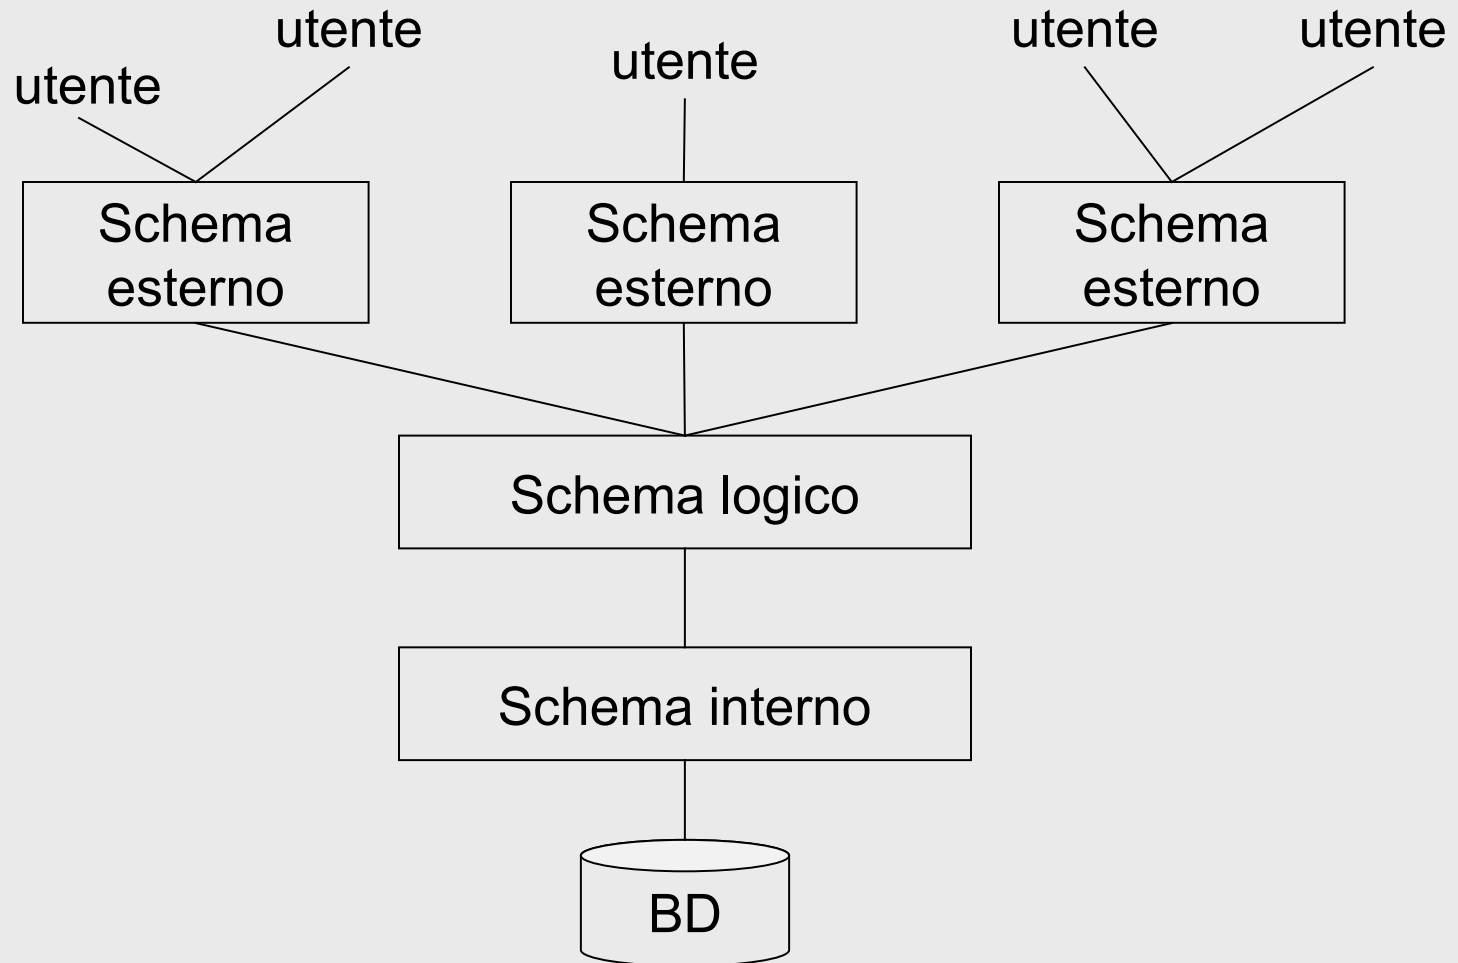 utente
utente
utente
utente
utente
Schema
esterno
Schema
esterno
Schema
esterno
Schema logico
Schema interno
BD